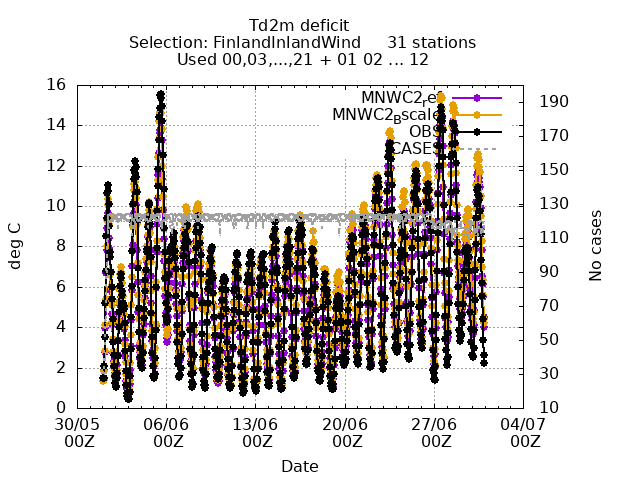 Td2m deficit
Selection: FinlandInlandWind 31 stations
Used 00,03,...,21 + 01 02 ... 12
MNWC2
MNWC2_Bscale
OBS
CASES
16
14
12
10
8
6
4
2
0
deg C
190
170
150
130
110
90
70
50
30
10
No cases
30/05 06/06 13/06 20/06 27/06 04/07
00Z 00Z 00Z 00Z 00Z 00Z
Date